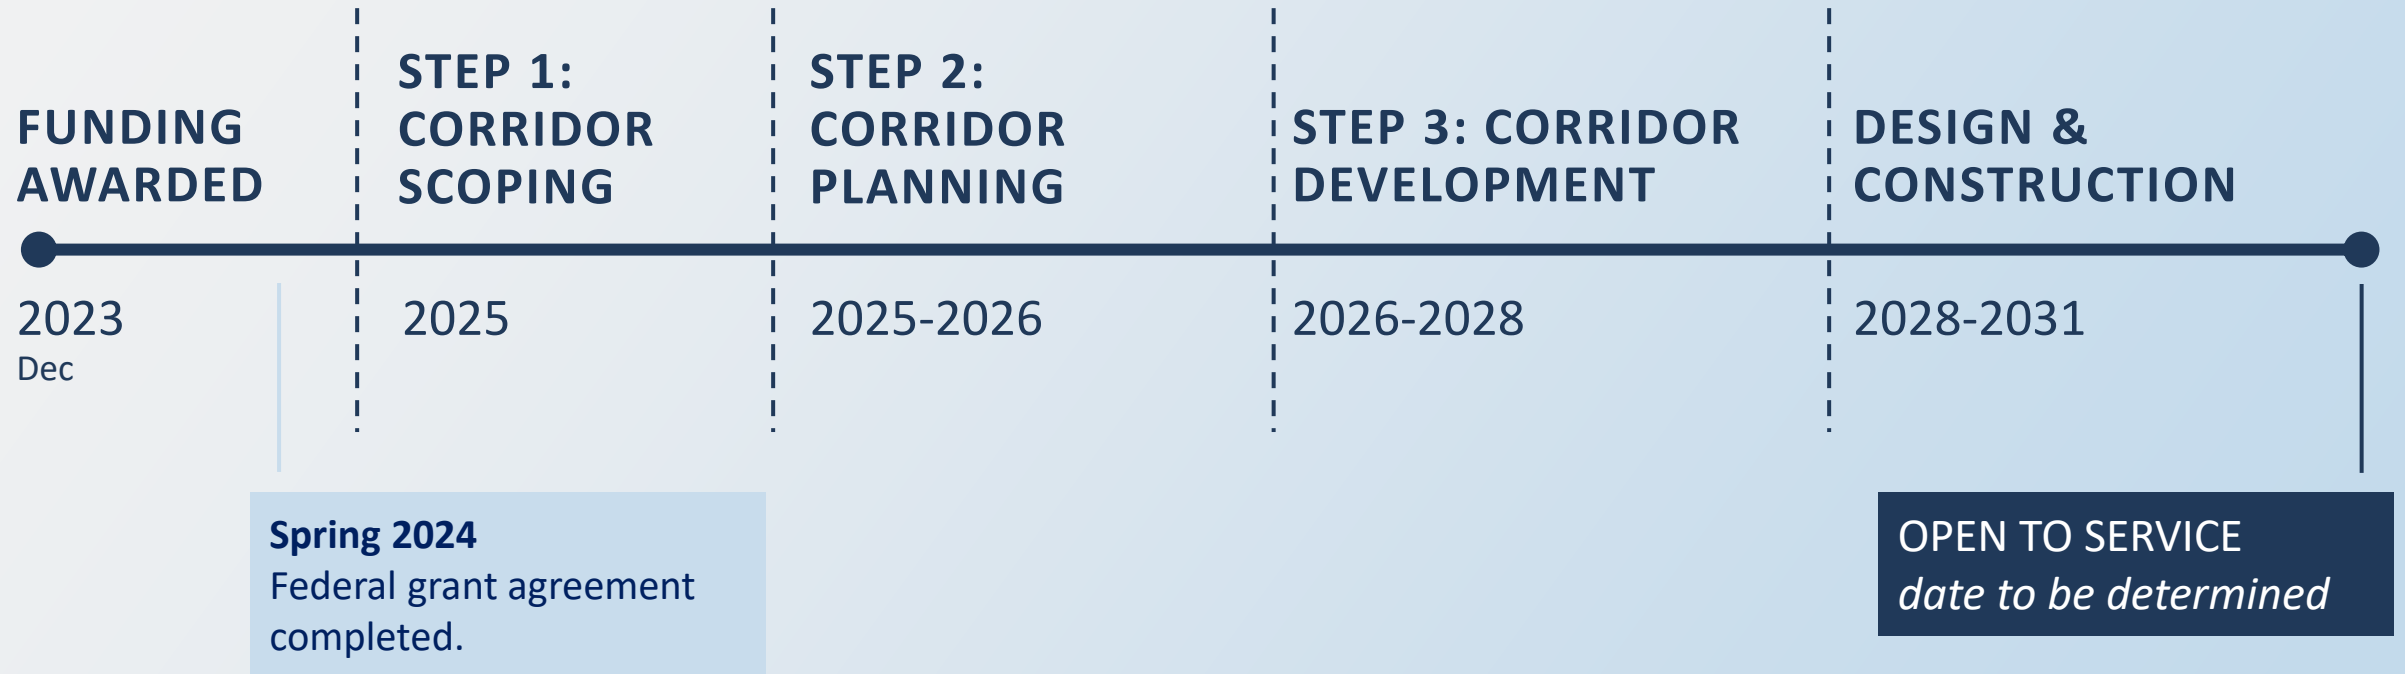 FUNDING
AWARDED
2023
Dec
STEP 1:
CORRIDOR
SCOPING
2025
STEP 2:
CORRIDOR
PLANNING
2025-2026
STEP 3: CORRIDOR
DEVELOPMENT
2026-2028
DESIGN &
CONSTRUCTION
2028-2031
Spring 2024
Federal grant agreement
completed.
OPEN TO SERVICE
date to be determined